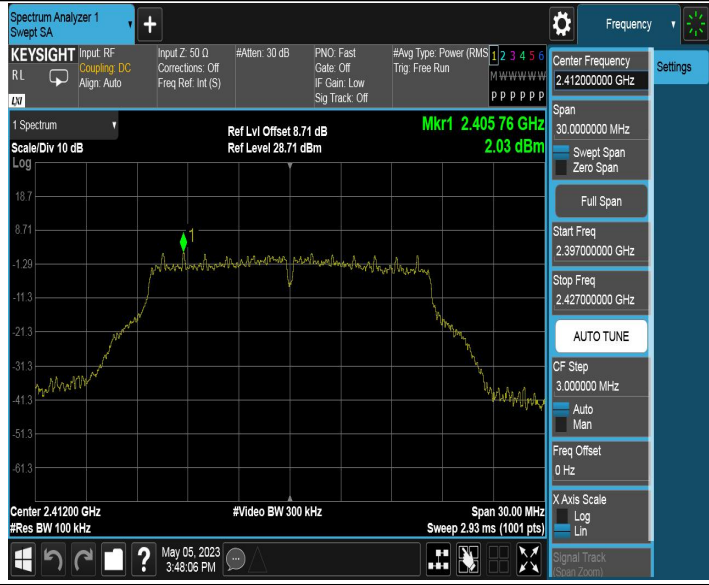 Spectrum Analyzer 1
Swept SA
Frequency
KEYSIGHT
RL
LXI
Input: RF
Coupling: DC
Align: Auto
Input Z: 50 Ω
Corrections: Off
Freq Ref: Int (S)
#Atten: 30 dB
PNO: Fast
Gate: Off
IF Gain: Low
Sig Track: Off
#Avg Type: Power (RMS
Trig: Free Run
1 2 3 4 5 6
M W W W W W
P P P P P P
1 Spectrum
Scale/Div 10 dB
Log
Ref Lvl Offset 8.71 dB
Ref Level 28.71 dBm
Mkr1 2.405 76 GHz
2.03 dBm
18.7
8.71
-1.29
-11.3
-21.3
-31.3
-41.3
-51.3
-61.3
1
Center 2.41200 GHz
#Res BW 100 kHz
#Video BW 300 kHz
Span 30.00 MHz
Sweep 2.93 ms (1001 pts)
Center Frequency
2.412000000 GHz
Settings
Span
30.0000000 MHz
Swept Span
Zero Span
Full Span
Start Freq
2.397000000 GHz
Stop Freq
2.427000000 GHz
AUTO TUNE
CF Step
3.000000 MHz
Auto
Man
Freq Offset
0 Hz
X Axis Scale
Log
Lin
Signal Track
(Span Zoom)
?
May 05, 2023
3:48:06 PM